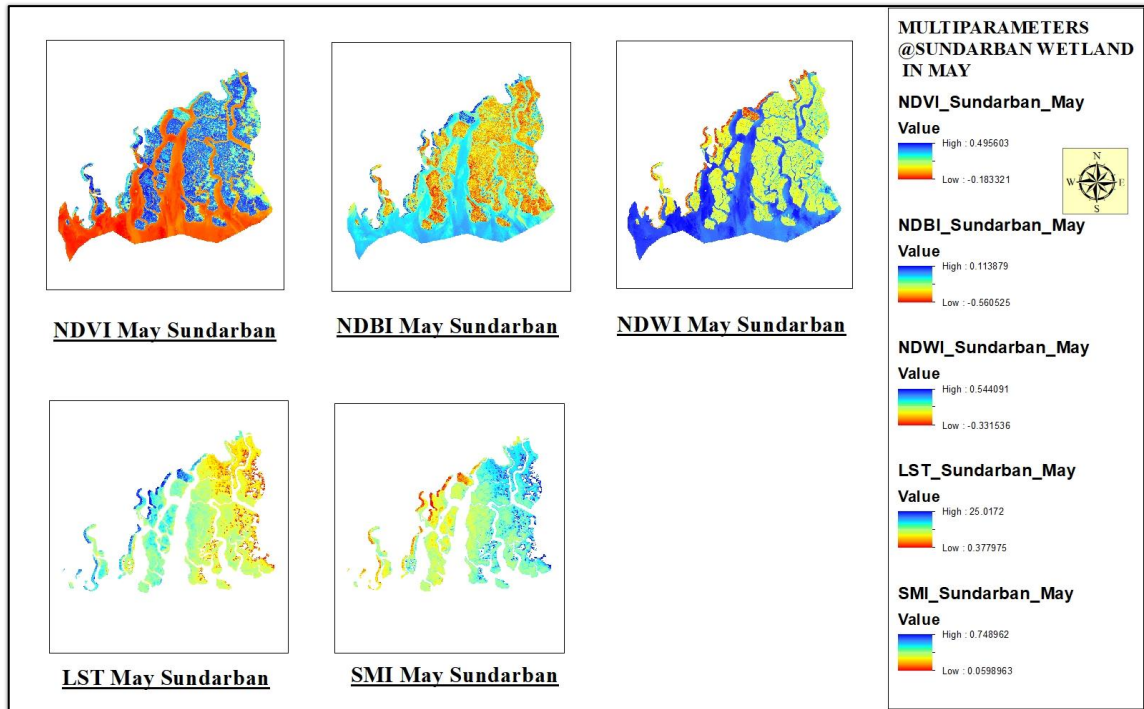 NDVI May Sundarban
NDBI May Sundarban
NDWI May Sundarban
LST May Sundarban
SMI May Sundarban
MULTIPARAMETERS
@SUNDARBAN WETLAND
IN MAY
NDVI_Sundarban_May
Value
High : 0.495603
Low : -0.183321
N
W E
S
NDBI_Sundarban_May
Value
High : 0.113879
Low : -0.560525
NDWI_Sundarban_May
Value
High : 0.544091
Low : -0.331536
LST_Sundarban_May
Value
High : 25.0172
Low : 0.377975
SMI_Sundarban_May
Value
High : 0.748962
Low : 0.0598963